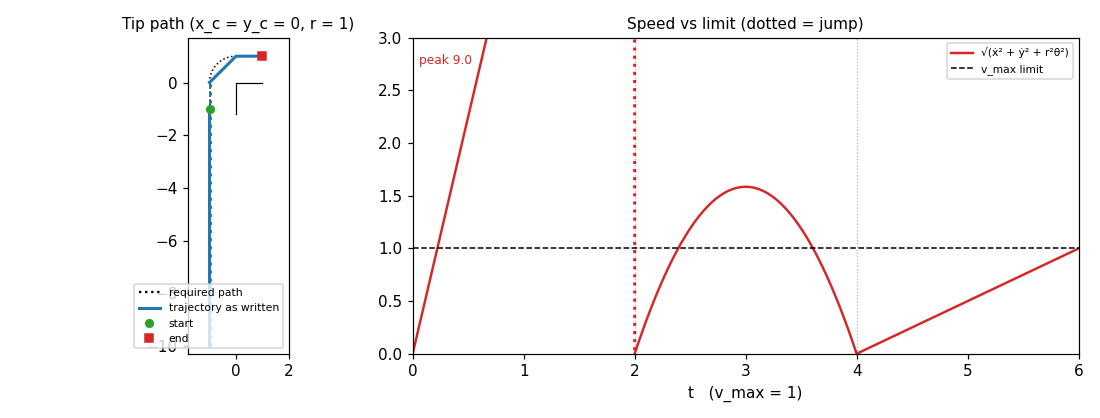 Tip path (x_c = y_c = 0, r = 1)
0
−2
−4
−6
−8
−10
0
2
required path
trajectory as written
start
end
Speed vs limit (dotted = jump)
3.0
2.5
2.0
1.5
1.0
0.5
0.0
peak 9.0
√(ẋ² + ẏ² + r²θ̇²)
v_max limit
0
1
2
3
4
5
6
t (v_max = 1)